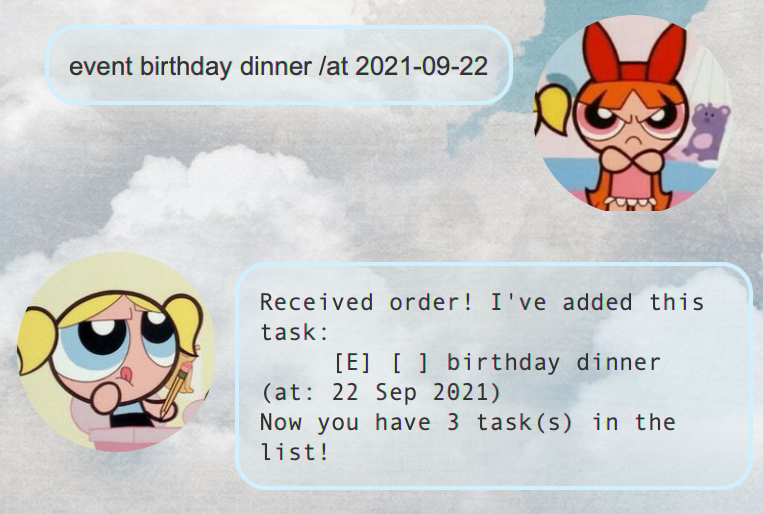 event birthday dinner /at 2021-09-22
Received order! I've added this
task:
[E] [ ] birthday dinner
(at: 22 Sep 2021)
Now you have 3 task(s) in the
list!